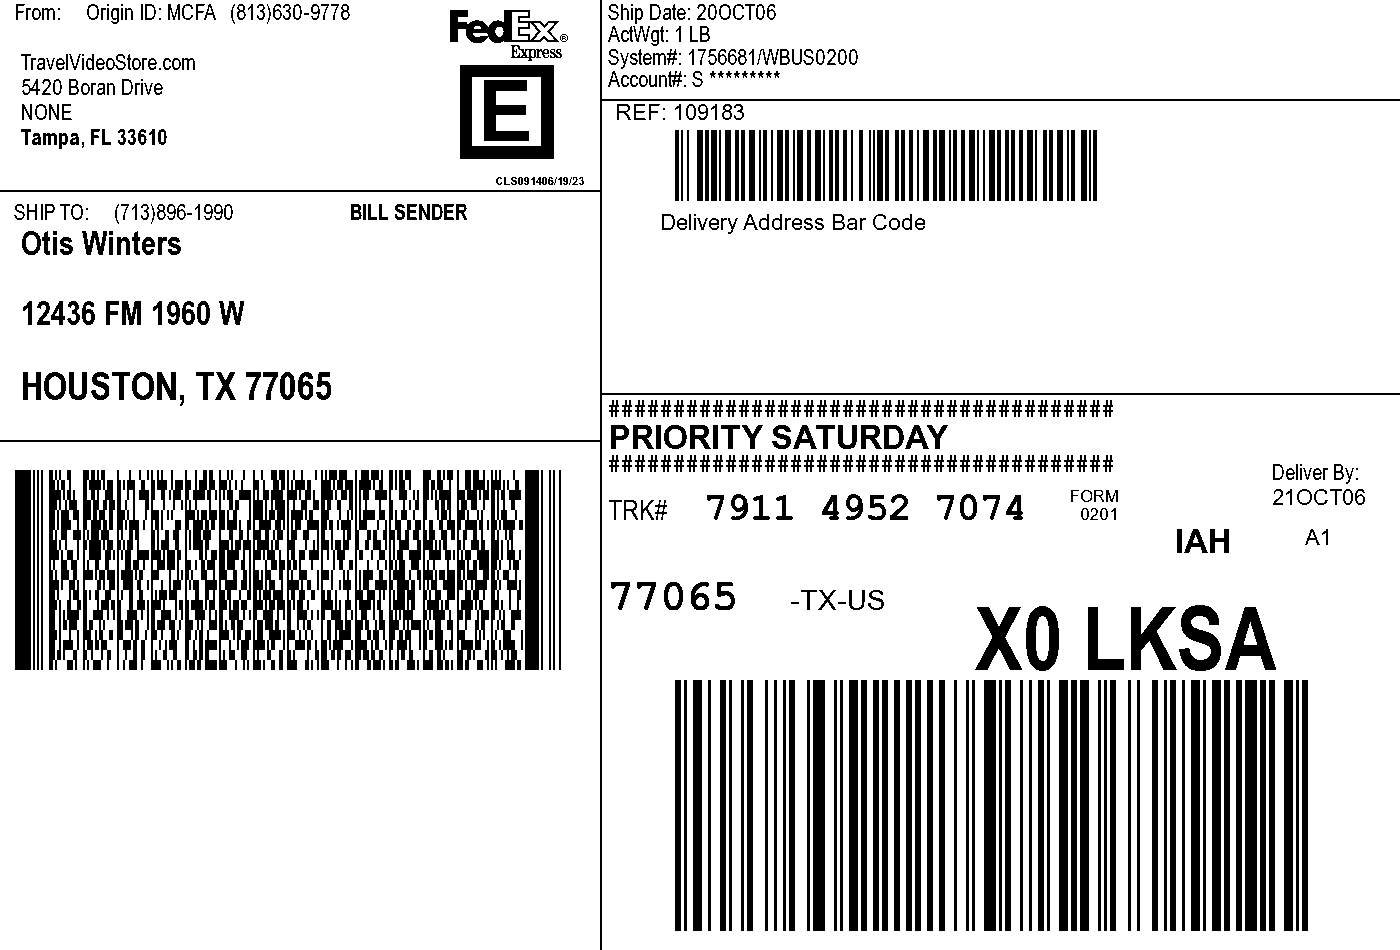 From: Origin ID: MCFA (813)630-9778
TravelVideoStore.com
5420 Boran Drive
NONE
Tampa, FL 33610
FedEx®
Express
E
CLS091406/19/23
SHIP TO: (713)896-1990 BILL SENDER
Otis Winters
12436 FM 1960 W
HOUSTON, TX 77065
Ship Date: 20OCT06
ActWgt: 1 LB
System#: 1756681/WBUS0200
Account#: S *********
REF: 109183
Delivery Address Bar Code
#######################################
PRIORITY SATURDAY
#######################################
Deliver By:
21OCT06
TRK# 7911 4952 7074 FORM
0201
IAH A1
77065 -TX-US
X0 LKSA